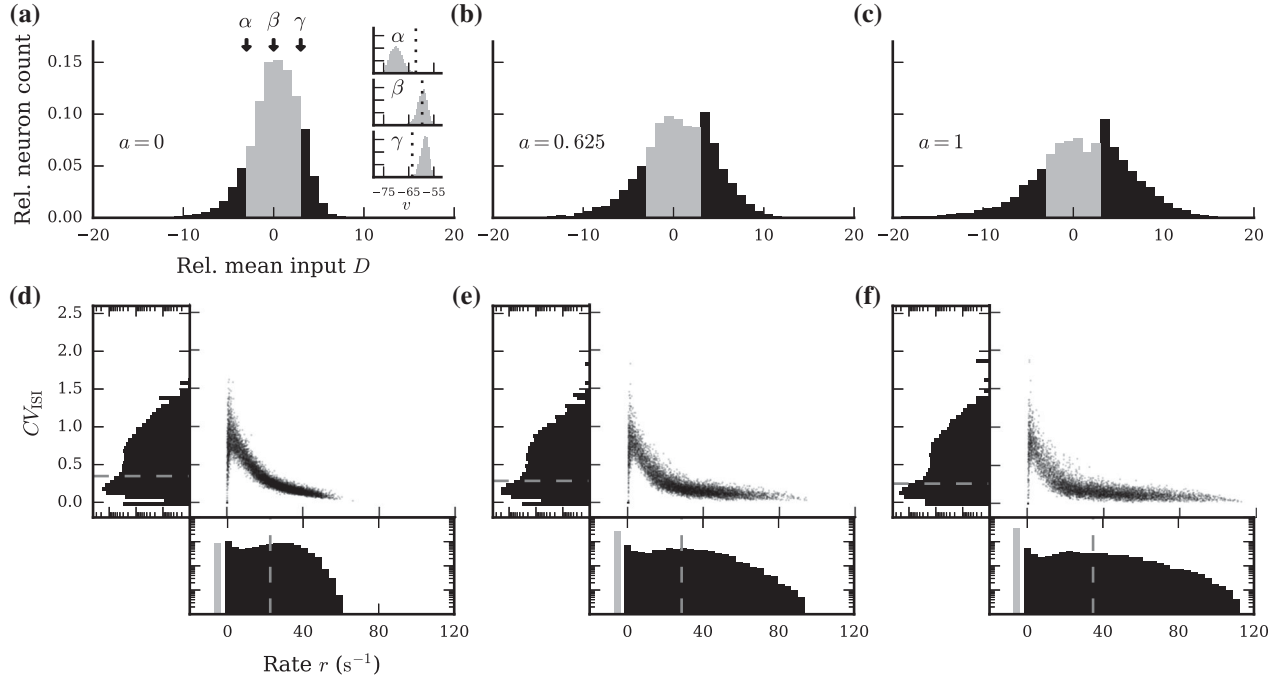 (a)
α β γ
Rel. neuron count
0.15
0.10
0.05
0.00
a = 0
α
β
γ
−75 −65 −55
v
−20 −10 0 10 20
Rel. mean input D
(b)
a = 0.625
−20 −10 0 10 20
(c)
a = 1
−20 −10 0 10 20
(d)
CV_ISI
2.5
2.0
1.5
1.0
0.5
0.0
0 40 80 120
Rate r (s⁻¹)
(e)
0 40 80 120
(f)
0 40 80 120